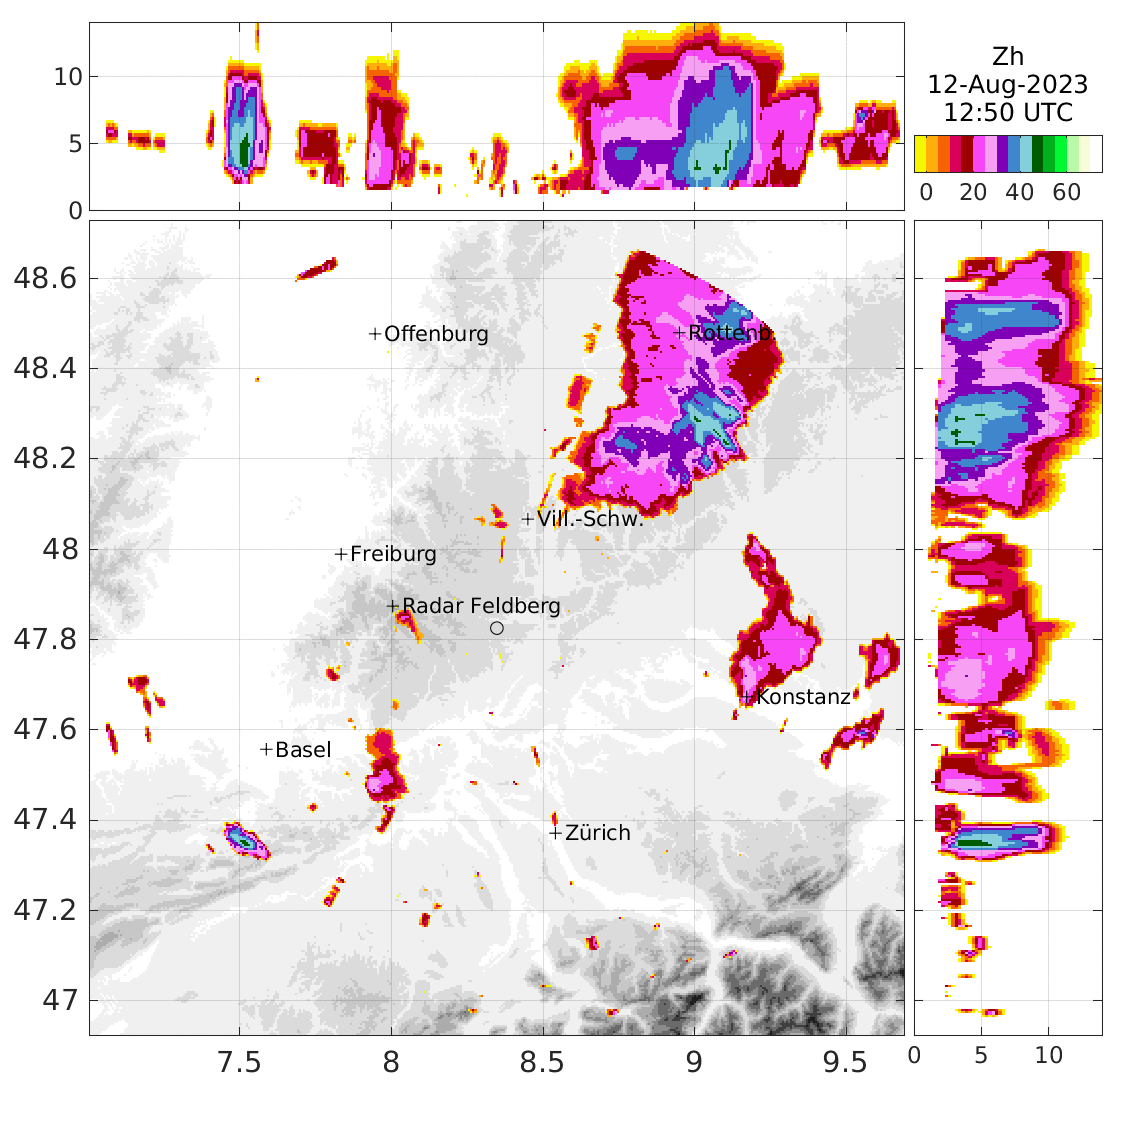 10
5
0
Zh
12-Aug-2023
12:50 UTC
0 20 40 60
48.6
48.4
48.2
48
47.8
47.6
47.4
47.2
47
+Offenburg
+Rottenb.
+Vill.-Schw.
+Freiburg
+Radar Feldberg
+Konstanz
+Basel
+Zürich
7.5 8 8.5 9 9.5
0 5 10